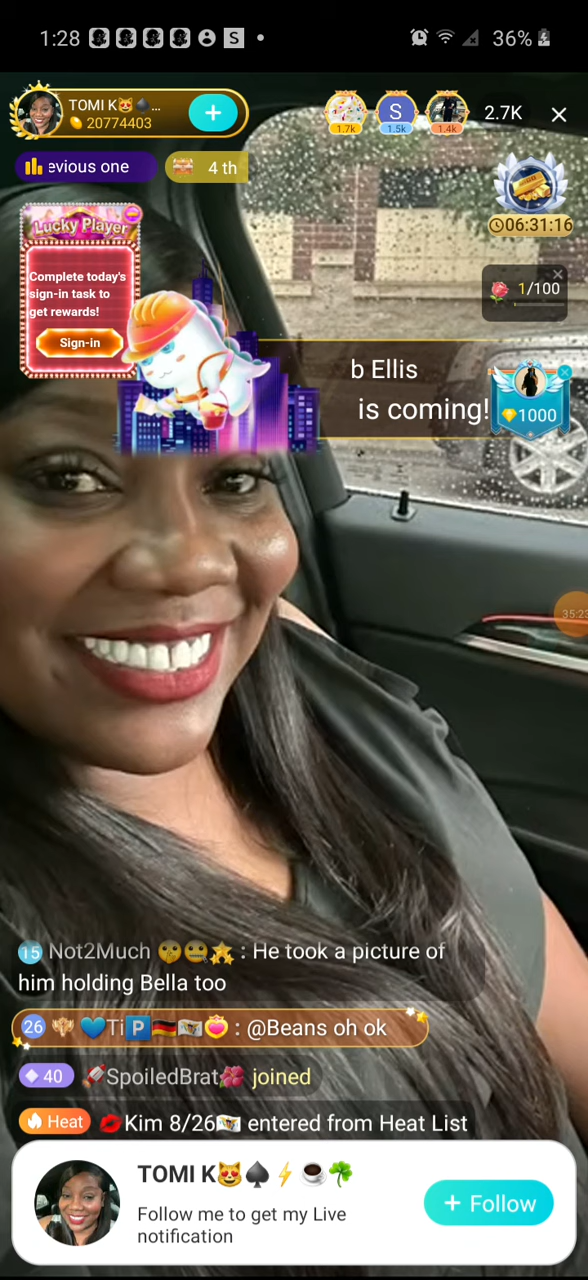 1:28
S
36%
TOMI K😻♠️...
20774403
1.7k
S
1.5k
1.4k
2.7K
evious one
4 th
06:31:16
Lucky Player
Complete today's
sign-in task to
get rewards!
Sign-in
1/100
b Ellis
is coming!
1000
35:23
15 Not2Much 🤫🤐🌟 : He took a picture of
him holding Bella too
26 💙Ti🅿️🇩🇪 : @Beans oh ok
40 SpoiledBrat🌺 joined
Heat 💋Kim 8/26 entered from Heat List
TOMI K😻♠️⚡☕☘️
Follow me to get my Live
notification
+ Follow